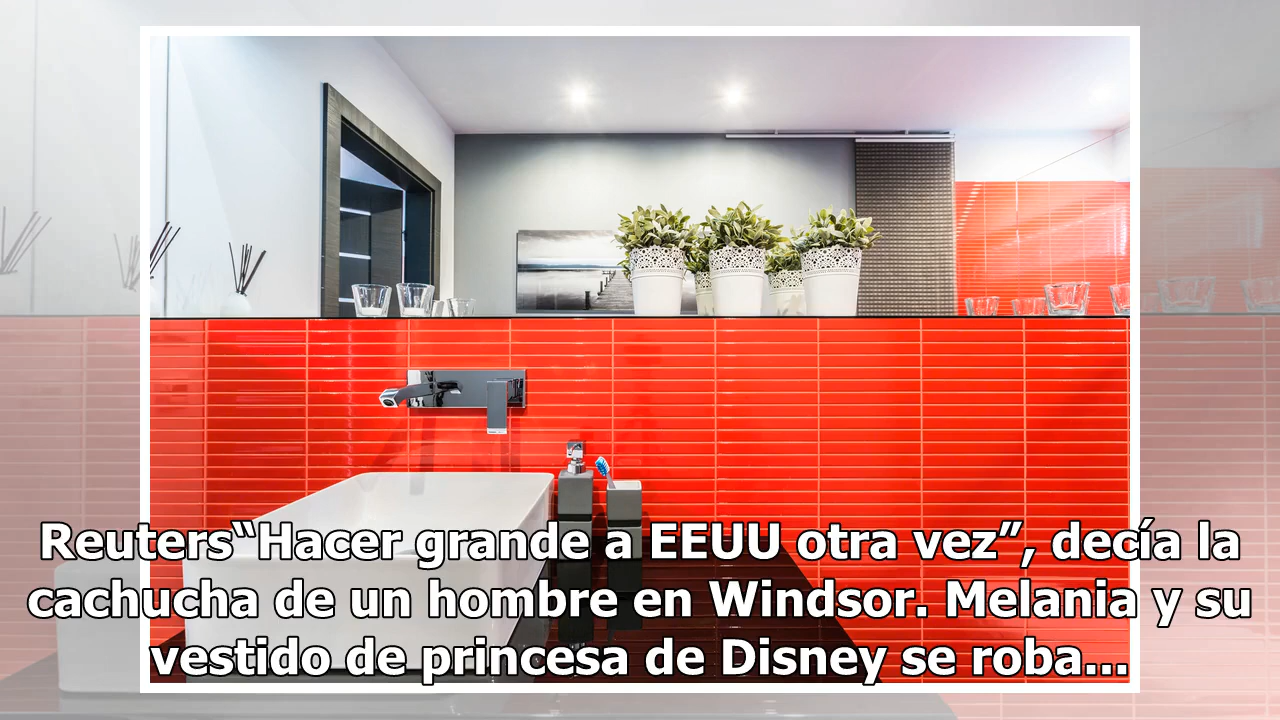 Reuters“Hacer grande a EEUU otra vez”, decía la
cachucha de un hombre en Windsor. Melania y su
vestido de princesa de Disney se roba...